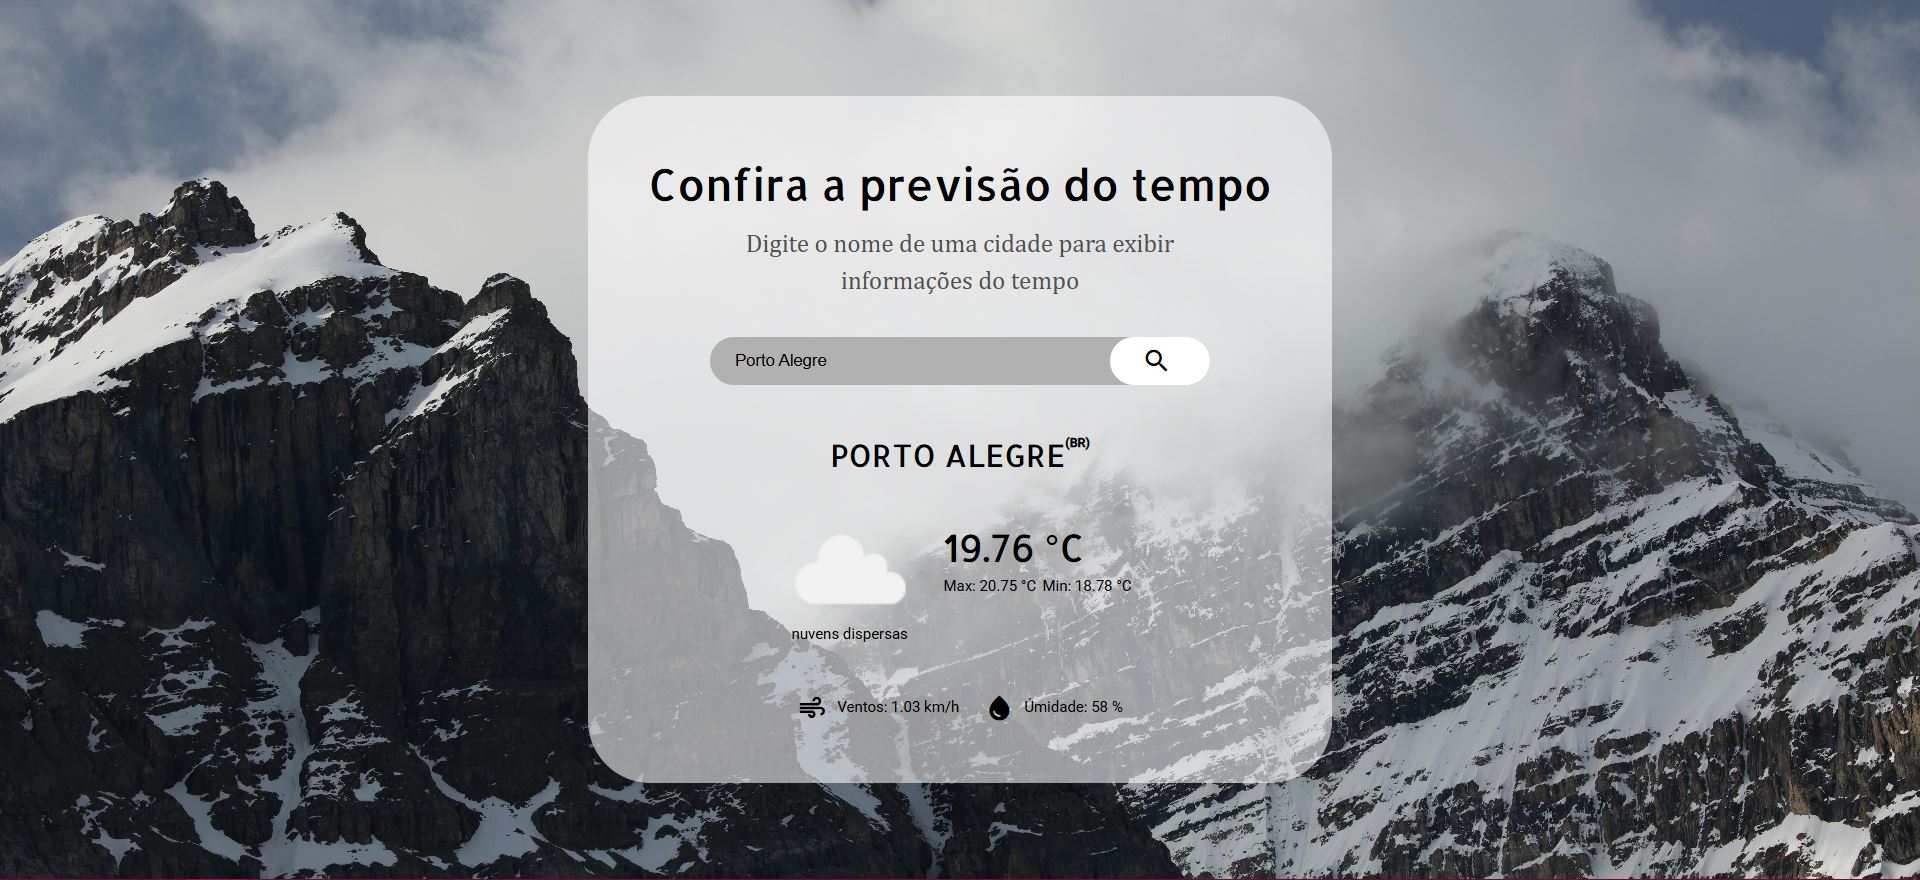 Confira a previsão do tempo
Digite o nome de uma cidade para exibir
informações do tempo
Porto Alegre
PORTO ALEGRE(BR)
19.76 °C
Max: 20.75 °C Min: 18.78 °C
nuvens dispersas
Ventos: 1.03 km/h Úmidade: 58 %